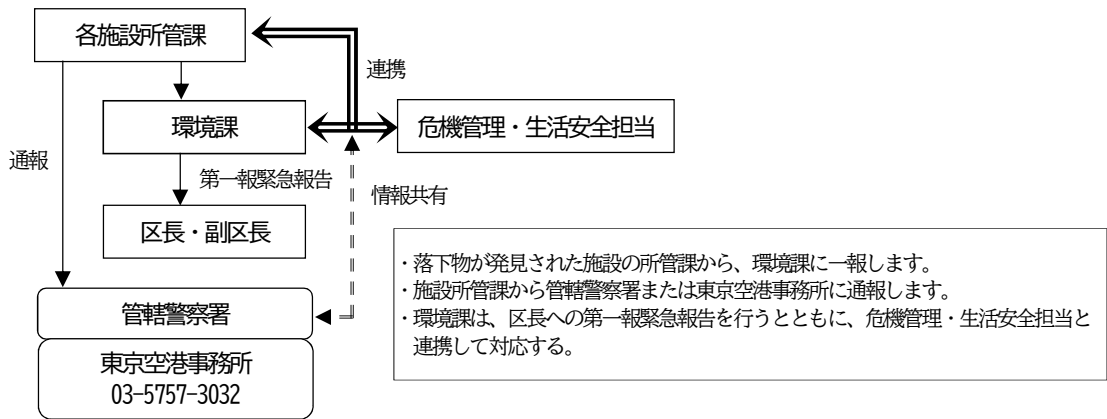 各施設所管課
連携
環境課
危機管理・生活安全担当
通報
第一報緊急報告
情報共有
区長・副区長
・落下物が発見された施設の所管課から、環境課に一報します。
・施設所管課から管轄警察署または東京空港事務所に通報します。
・環境課は、区長への第一報緊急報告を行うとともに、危機管理・生活安全担当と
連携して対応する。
管轄警察署
東京空港事務所
03-5757-3032